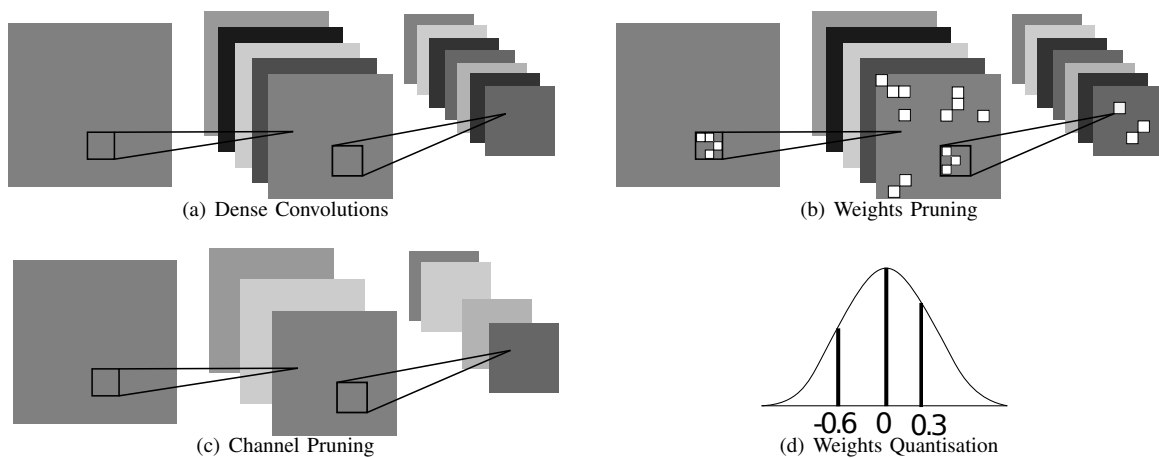 (a) Dense Convolutions
(b) Weights Pruning
-0.6 0 0.3
(c) Channel Pruning
(d) Weights Quantisation